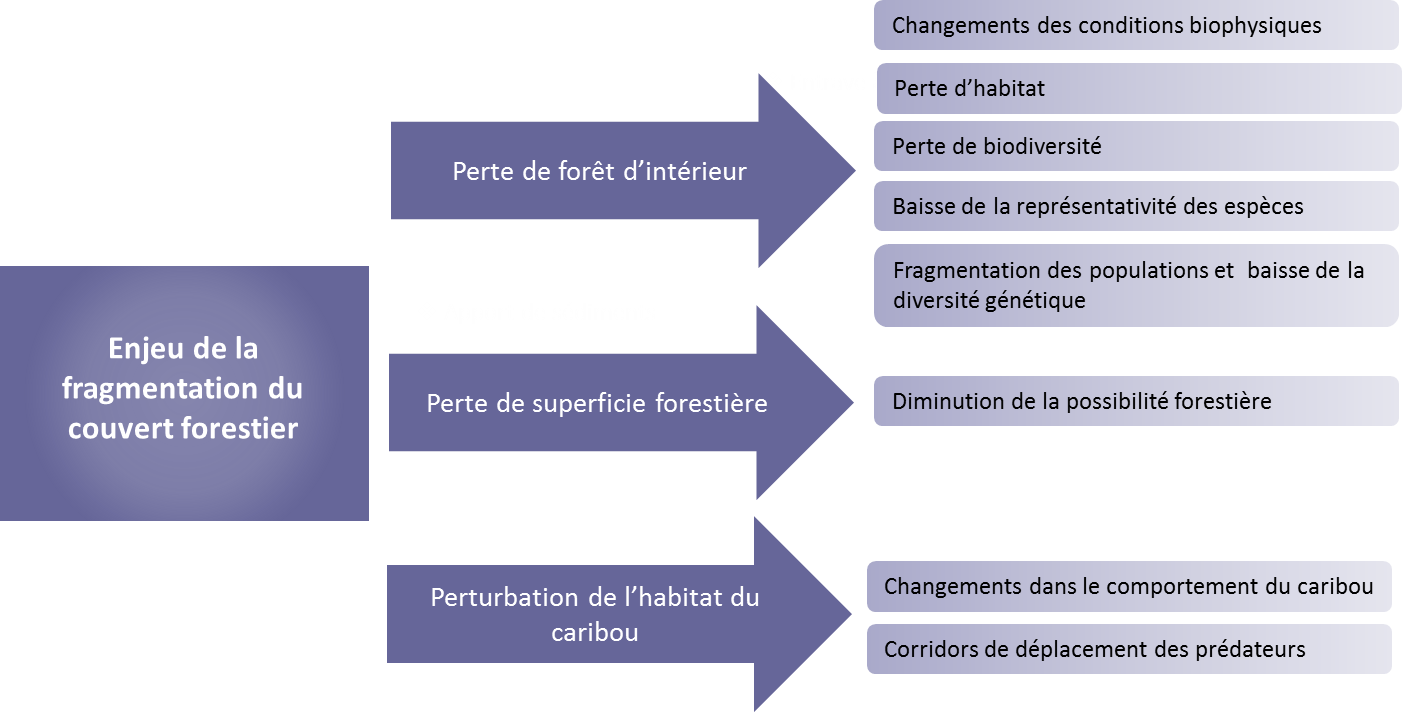 Enjeu de la
fragmentation du
couvert forestier
Perte de forêt d’intérieur
Changements des conditions biophysiques
Perte d’habitat
Perte de biodiversité
Baisse de la représentativité des espèces
Fragmentation des populations et  baisse de la
diversité génétique
Perte de superficie forestière
Diminution de la possibilité forestière
Perturbation de l’habitat du
caribou
Changements dans le comportement du caribou
Corridors de déplacement des prédateurs